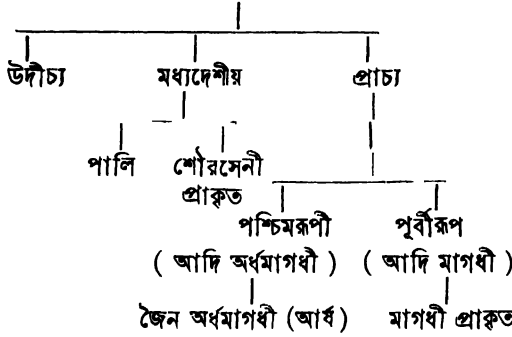 উদীচ্য মধ্যদেশীয় প্রাচ্য
পালি শৌরসেনী
প্রাকৃত
পশ্চিমরূপী পূর্বীরূপ
( আদি অর্ধমাগধী ) ( আদি মাগধী )
জৈন অর্ধমাগধী (আর্ষ) মাগধী প্রাকৃত